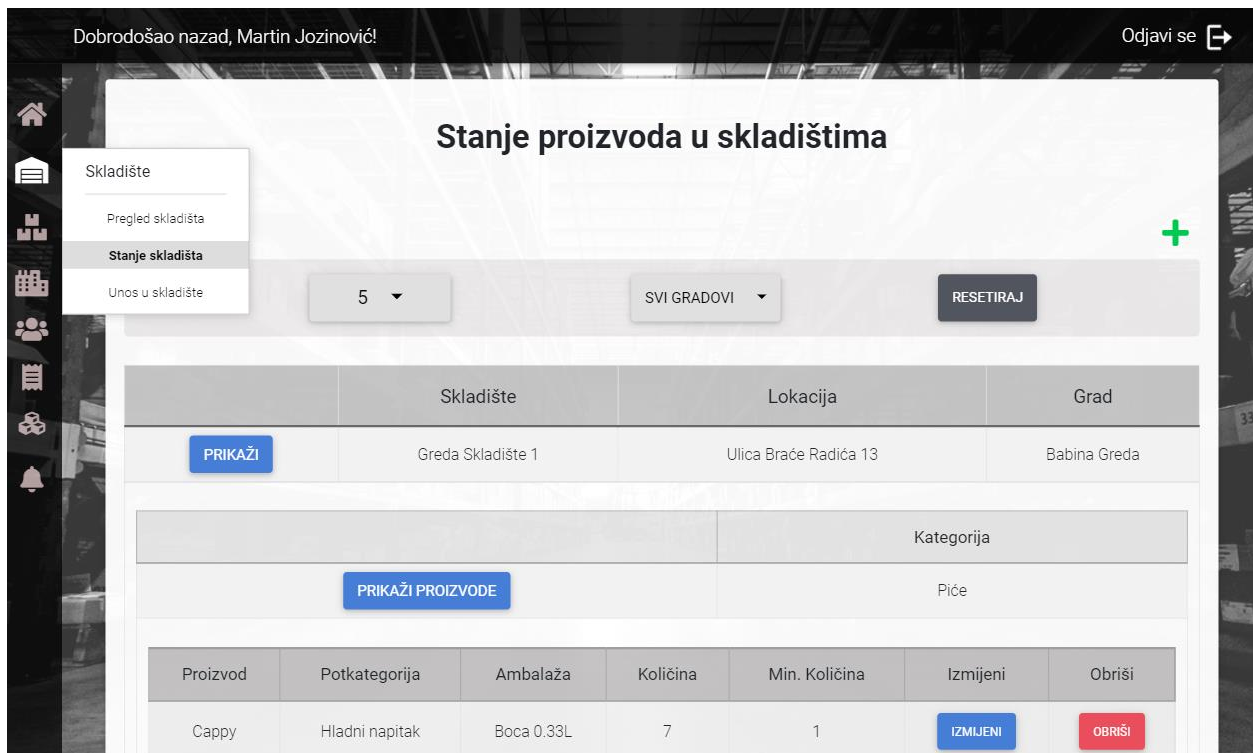 Dobrodošao nazad, Martin Jozinović!
Odjavi se
Stanje proizvoda u skladištima
Skladište
Pregled skladišta
Stanje skladišta
Unos u skladište
5
SVI GRADOVI
RESETIRAJ
Skladište Lokacija Grad
PRIKAŽI Greda Skladište 1 Ulica Braće Radića 13 Babina Greda
Kategorija
PRIKAŽI PROIZVODE Piće
Proizvod Potkategorija Ambalaža Količina Min. Količina Izmijeni Obriši
Cappy Hladni napitak Boca 0.33L 7 1 IZMIJENI OBRIŠI